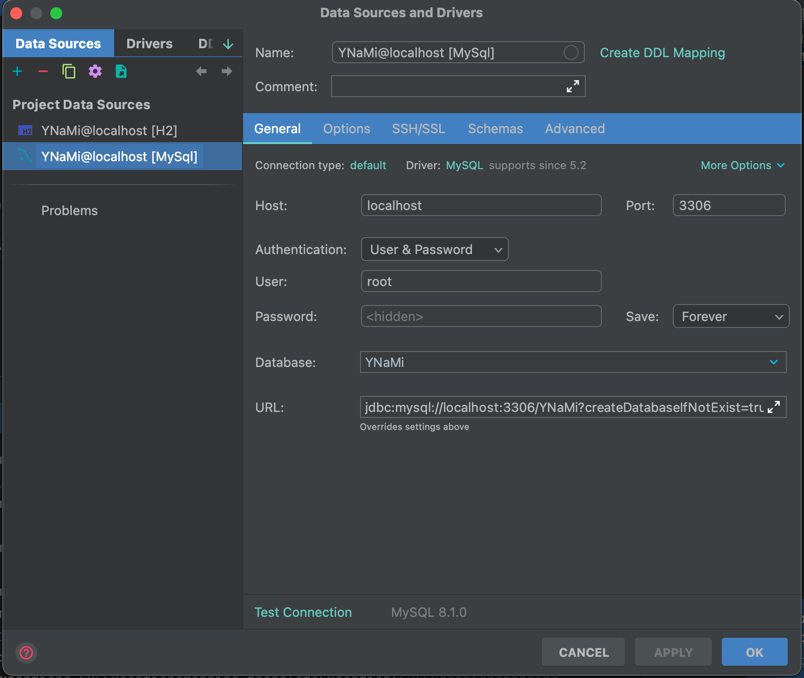 Data Sources and Drivers
Data Sources Drivers
Name: YNaMi@localhost [MySql] Create DDL Mapping
Comment:
Project Data Sources
H2 YNaMi@localhost [H2]
YNaMi@localhost [MySql]
Problems
General Options SSH/SSL Schemas Advanced
Connection type: default Driver: MySQL supports since 5.2 More Options
Host: localhost Port: 3306
Authentication: User & Password
User: root
Password: <hidden> Save: Forever
Database: YNaMi
URL: jdbc:mysql://localhost:3306/YNaMi?createDatabaseIfNotExist=tru
Overrides settings above
Test Connection MySQL 8.1.0
? CANCEL APPLY OK